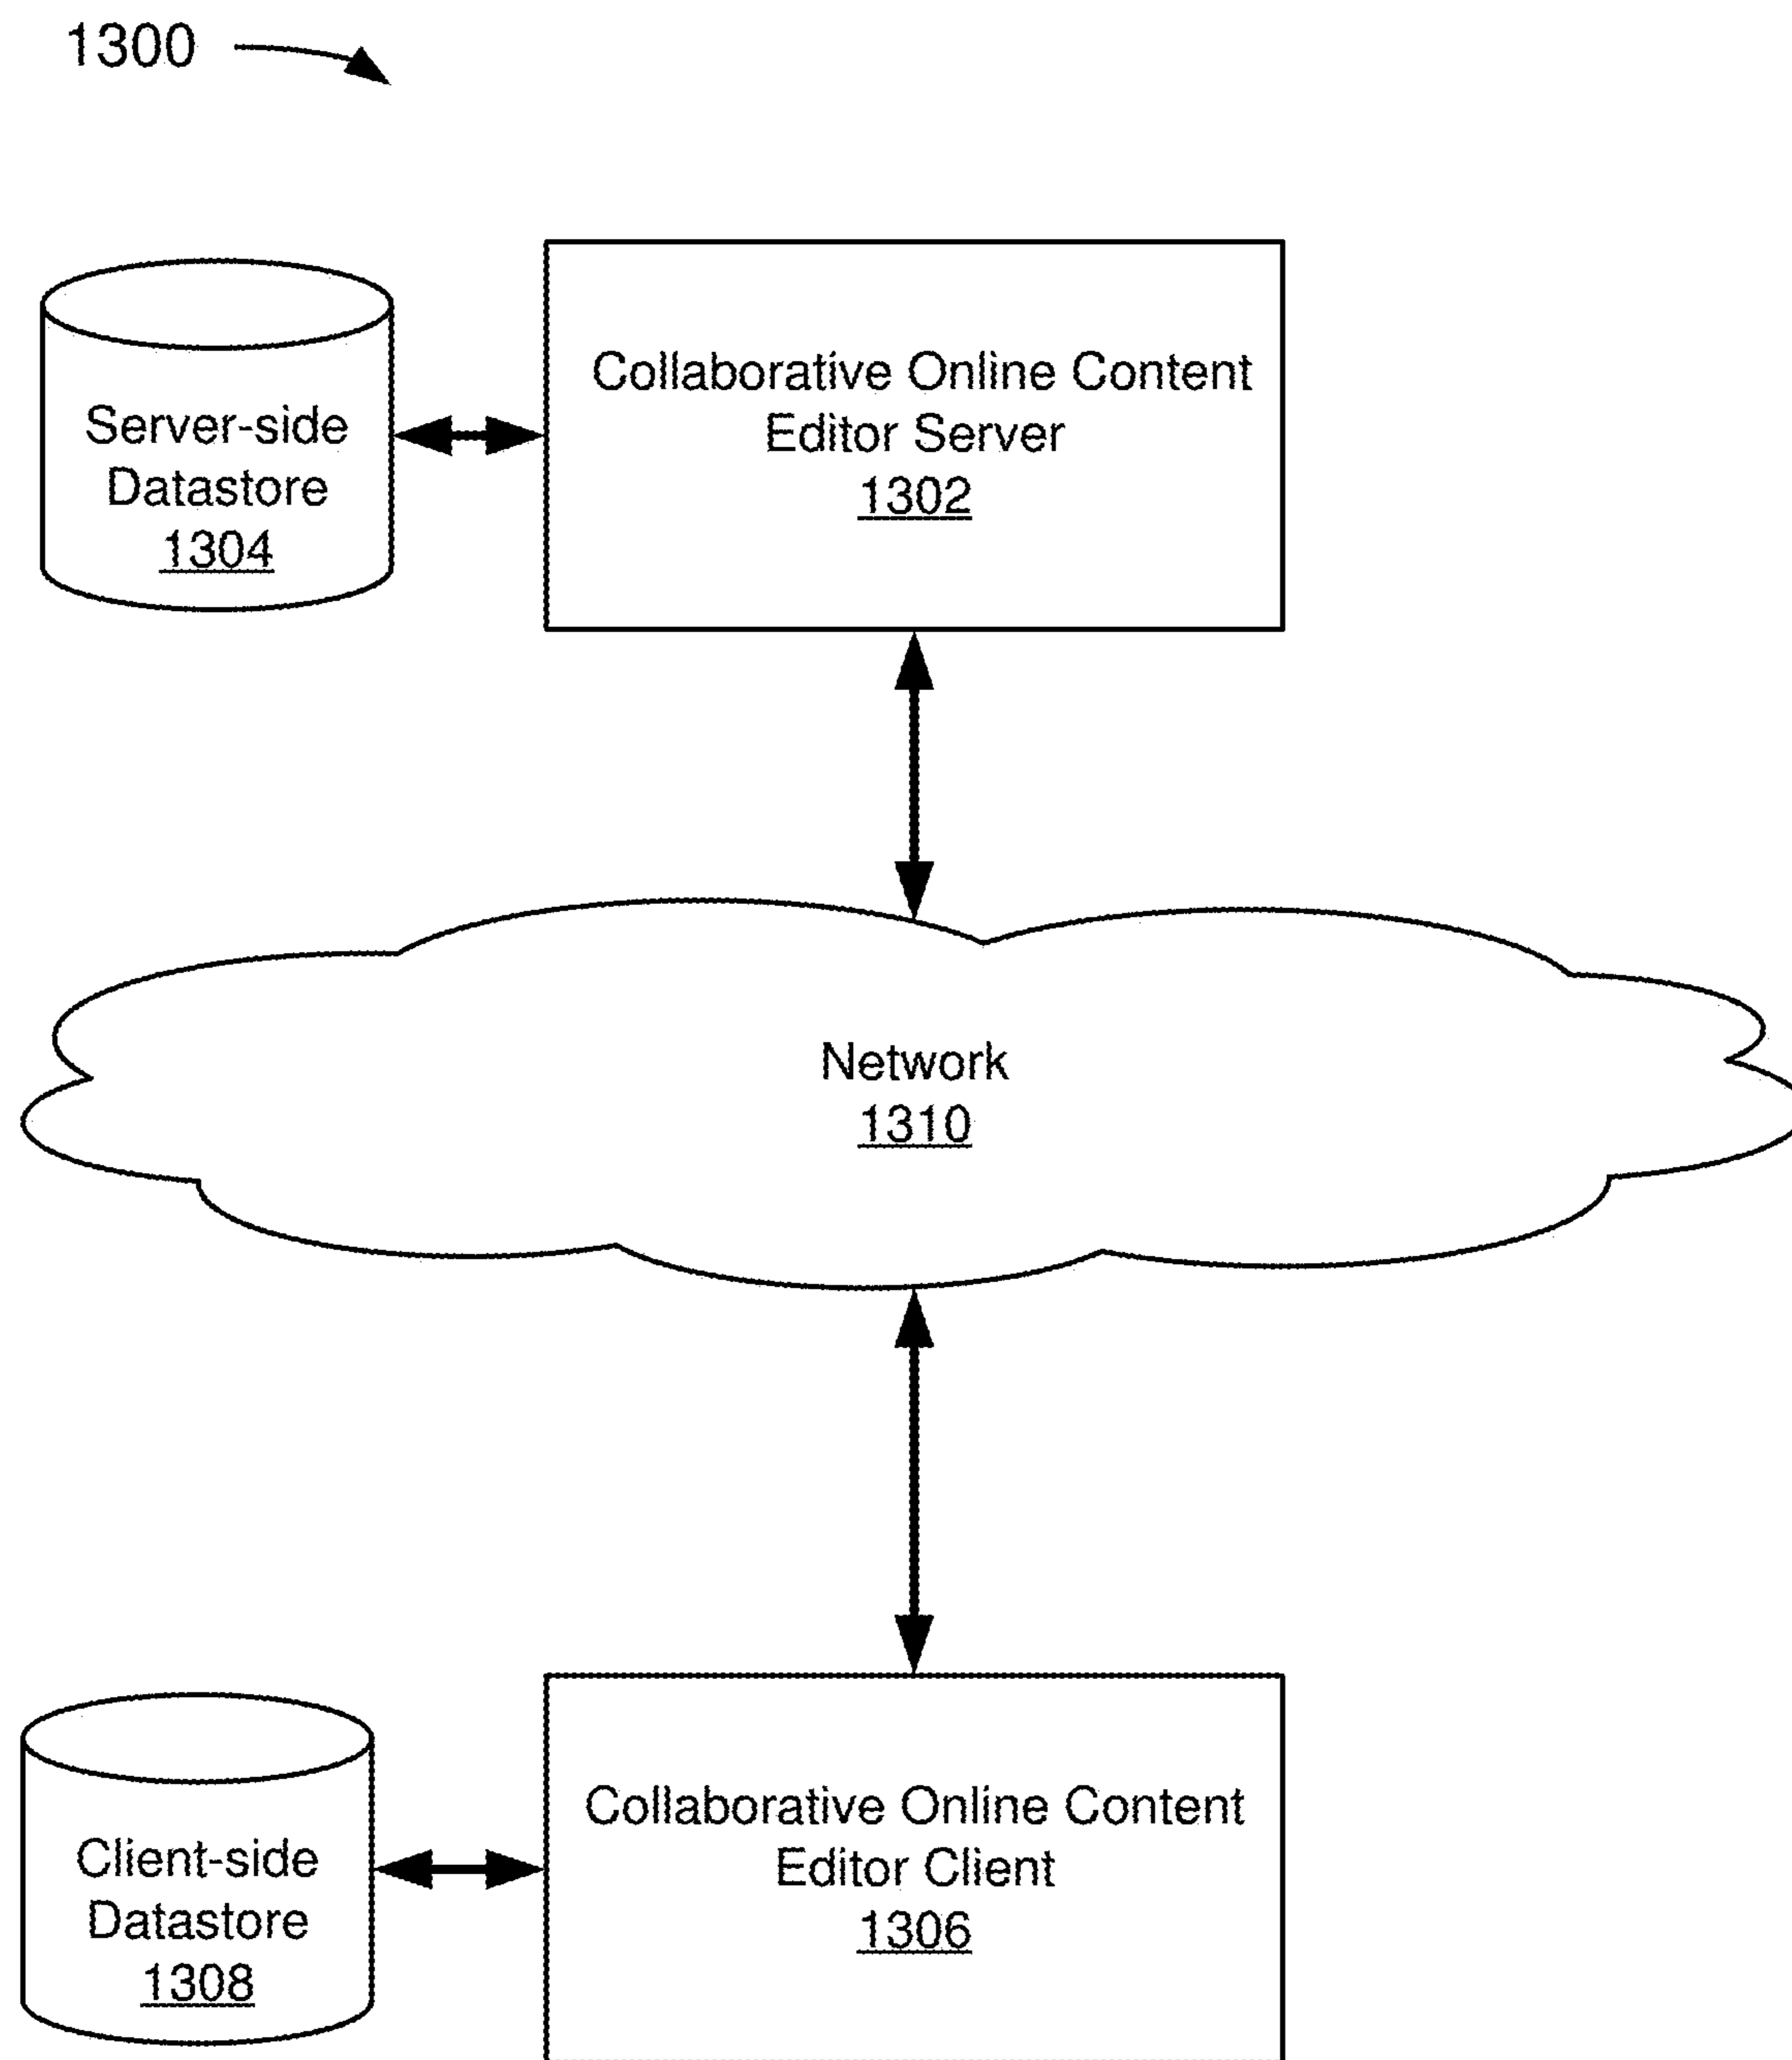 1300
Collaborative Online Content
Editor Server
1302
Server-side
Datastore
1304
Network
1310
Collaborative Online Content
Editor Client
1306
Client-side
Datastore
1308